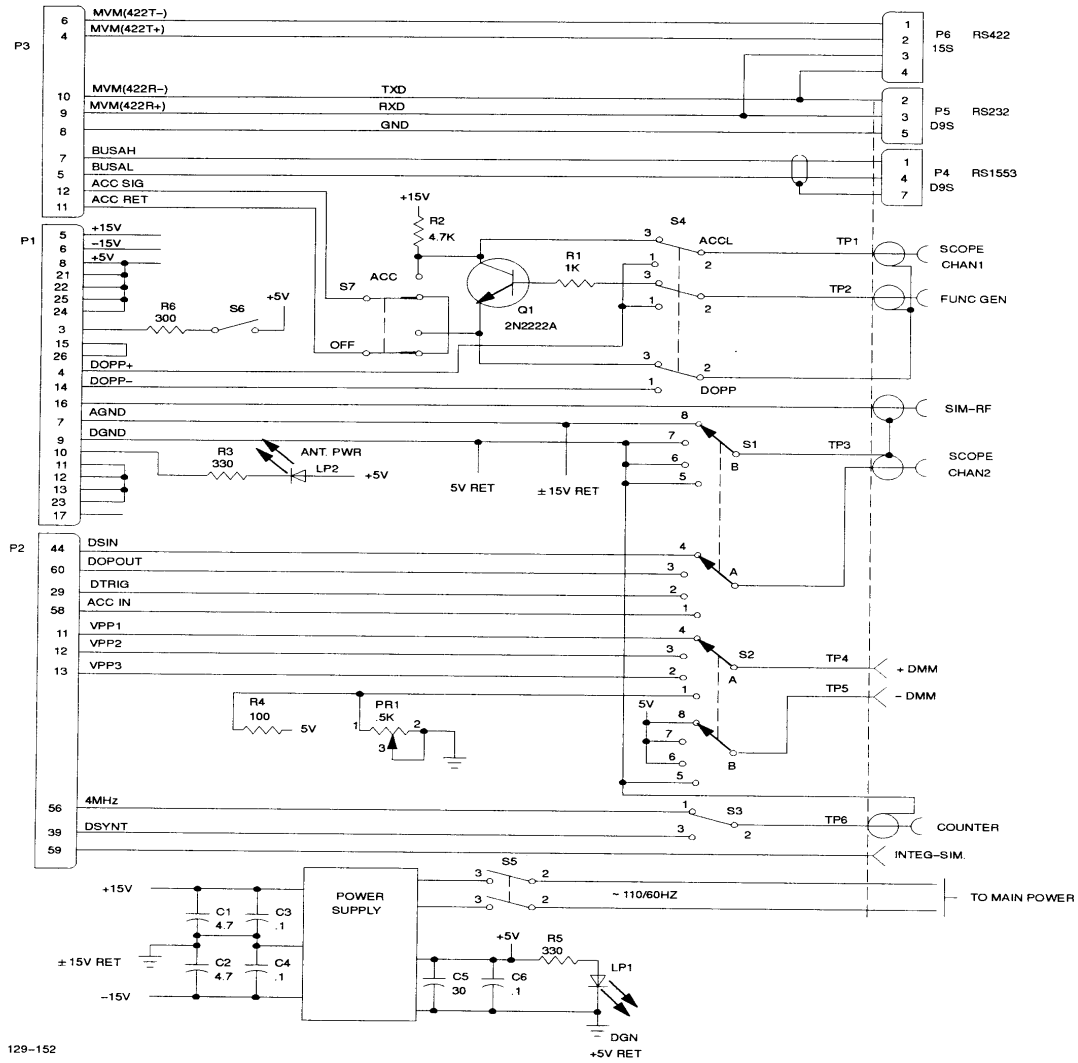 P3
6 MVM(422T-)
4 MVM(422T+)
10 MVM(422R-) TXD
9 MVM(422R+) RXD
8 GND
7 BUSAH
5 BUSAL
12 ACC SIG
11 ACC RET
1
2
3
4
P6 RS422
15S
2
3
5
P5 RS232
D9S
1
4
7
P4 RS1553
D9S
P1
5 +15V
6 -15V
8 +5V
21
22
25
24
3
15
26
4 DOPP+
14 DOPP-
16
7 AGND
9 DGND
10
11
12
13
23
17
R6
300
S6
+5V
+15V
R2
4.7K
ACC
S7
OFF
Q1
2N2222A
R1
1K
S4
3 ACCL
1 2
3
1 2
3 2
1 DOPP
TP1
SCOPE
CHAN1
TP2
FUNC GEN
SIM-RF
TP3
SCOPE
CHAN2
R3
330
ANT. PWR
LP2
+5V
5V RET
±15V RET
8
7 S1
6 B
5
P2
44 DSIN
60 DOPOUT
29 DTRIG
58 ACC IN
11 VPP1
12 VPP2
13 VPP3
56 4MHz
39 DSYNT
59
4
3 A
2
1
4
3 S2
2 A
1
5V 8
7
6 B
5
TP4
+ DMM
TP5
- DMM
R4
100
5V
PR1
.5K
1 2
3
1 S3
3 2
TP6
COUNTER
INTEG-SIM.
S5
3 2
3 2
~ 110/60HZ
TO MAIN POWER
+15V
POWER
SUPPLY
C1
4.7
C3
.1
±15V RET
C2
4.7
C4
.1
-15V
+5V
R5
330
C5
30
C6
.1
LP1
DGN
+5V RET
129-152